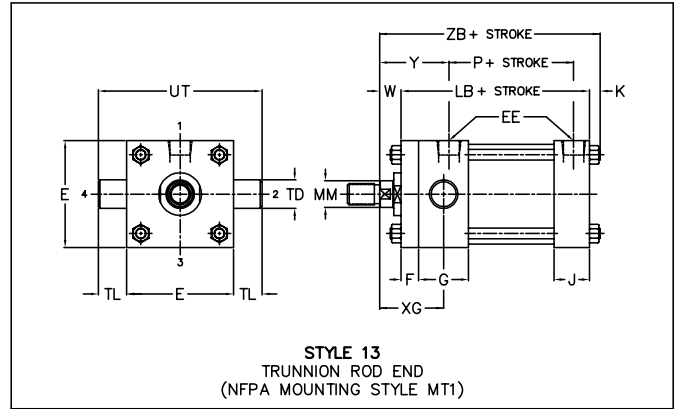 ZB+ STROKE
Y
P+ STROKE
W
LB+ STROKE
K
UT
EE
1
E
4
2
TD
MM
3
F
G
J
TL
E
TL
XG
STYLE 13
TRUNNION ROD END
(NFPA MOUNTING STYLE MT1)